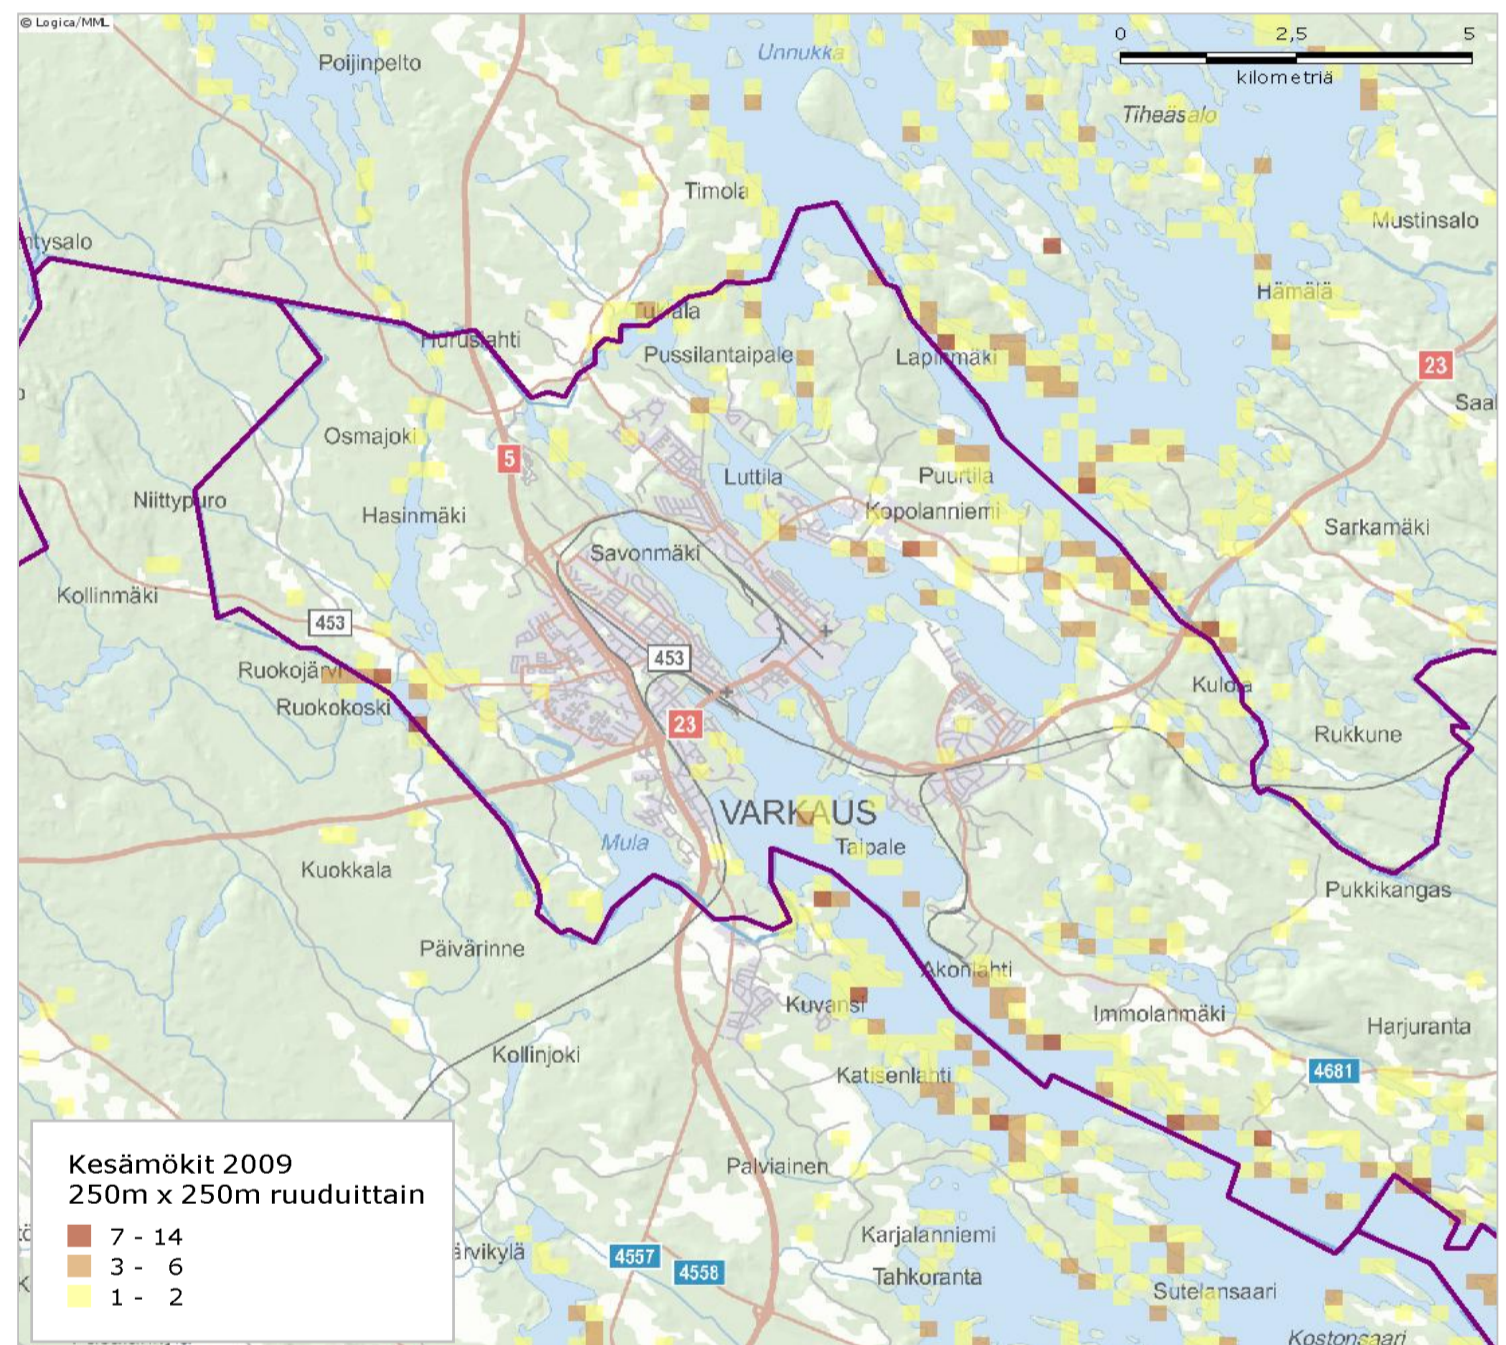 © Logica/MML
0 2,5 5
kilometriä
Unnukka
Poijinpelto
Tiheäsalo
Timola
Mustinsalo
Hämälä
Huruslahti
Pussilantaipale
Lapinmäki
23
Osmajoki
5
Luttila
Puurtila
Niittypuro
Hasinmäki
Kopolanniemi
Sarkamäki
Savonmäki
Kollinmäki
453
453
Ruokojärvi
Kulola
Ruokokoski
23
Rukkune
VARKAUS
Mula
Taipale
Kuokkala
Pukkikangas
Päivärinne
Akonlahti
Kuvansi
Immolanmäki
Harjuranta
Kollinjoki
Katisenlahti
4681
Palviainen
Karjalanniemi
4557
4558
Tahkoranta
Sutelansaari
Kostonsaari
Kesämökit 2009
250m x 250m ruuduittain
7 - 14
3 - 6
1 - 2